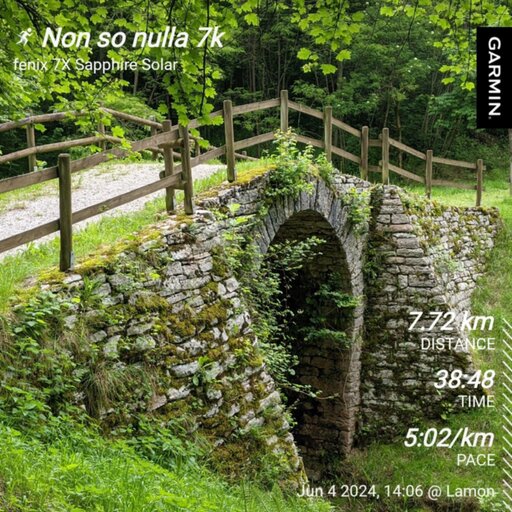 Non so nulla 7k
fenix 7X Sapphire Solar
GARMIN
7.72 km
DISTANCE
38:48
TIME
5:02/km
PACE
Jun 4 2024, 14:06 @ Lamon